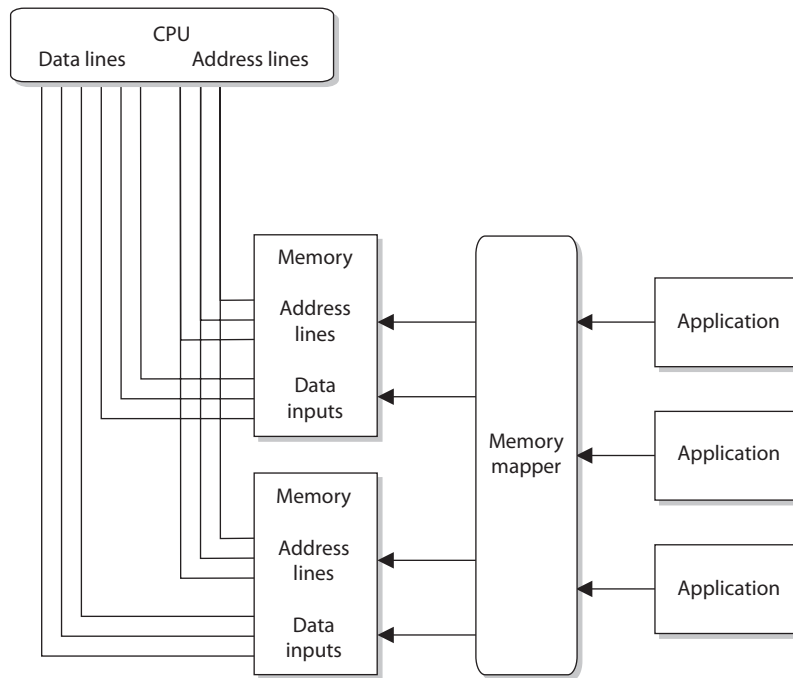 CPU
Data lines
Address lines
Memory
Address
lines
Data
inputs
Memory
Address
lines
Data
inputs
Memory
mapper
Application
Application
Application